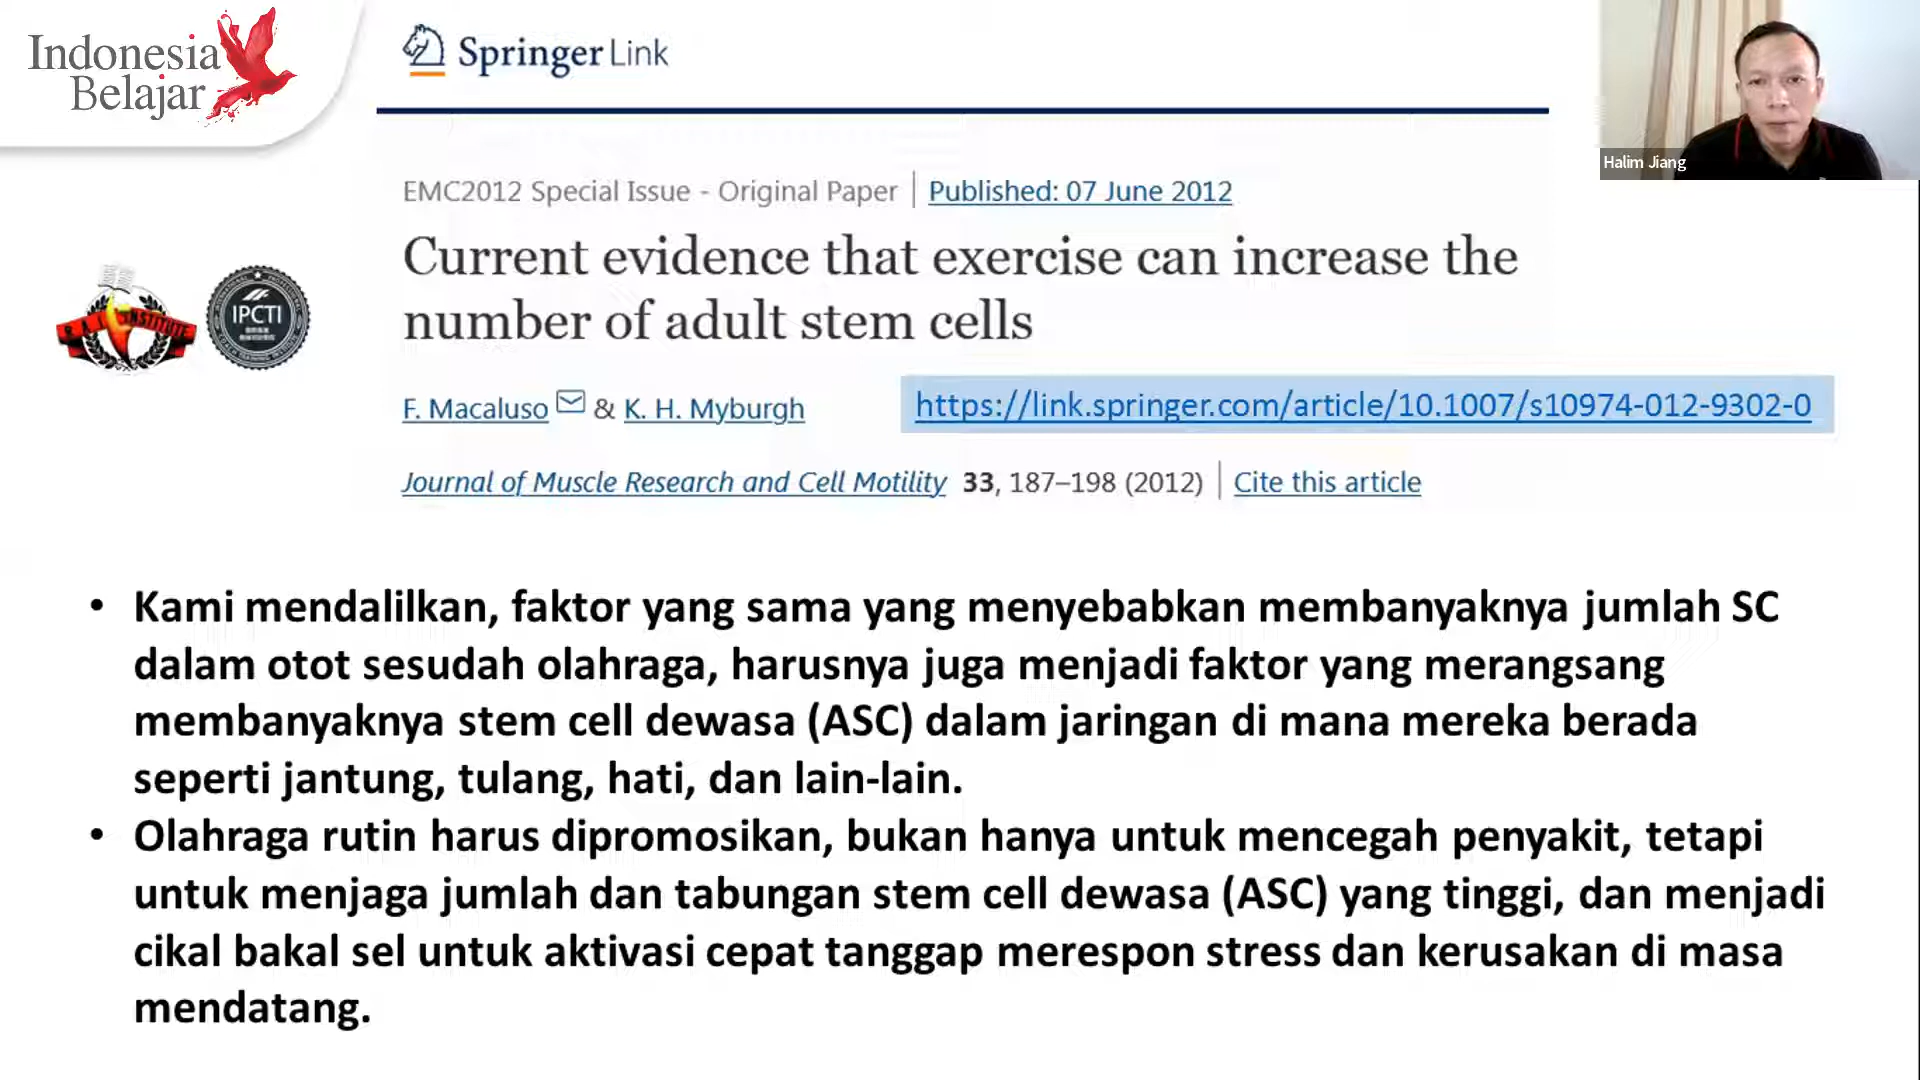 Indonesia
Belajar
Springer Link
Halim Jiang
EMC2012 Special Issue - Original Paper | Published: 07 June 2012
Current evidence that exercise can increase the
number of adult stem cells
R.A.I INSTITUTE
IPCTI
F. Macaluso & K. H. Myburgh
https://link.springer.com/article/10.1007/s10974-012-9302-0
Journal of Muscle Research and Cell Motility 33, 187–198 (2012) | Cite this article
• Kami mendalilkan, faktor yang sama yang menyebabkan membanyaknya jumlah SC
dalam otot sesudah olahraga, harusnya juga menjadi faktor yang merangsang
membanyaknya stem cell dewasa (ASC) dalam jaringan di mana mereka berada
seperti jantung, tulang, hati, dan lain-lain.
• Olahraga rutin harus dipromosikan, bukan hanya untuk mencegah penyakit, tetapi
untuk menjaga jumlah dan tabungan stem cell dewasa (ASC) yang tinggi, dan menjadi
cikal bakal sel untuk aktivasi cepat tanggap merespon stress dan kerusakan di masa
mendatang.